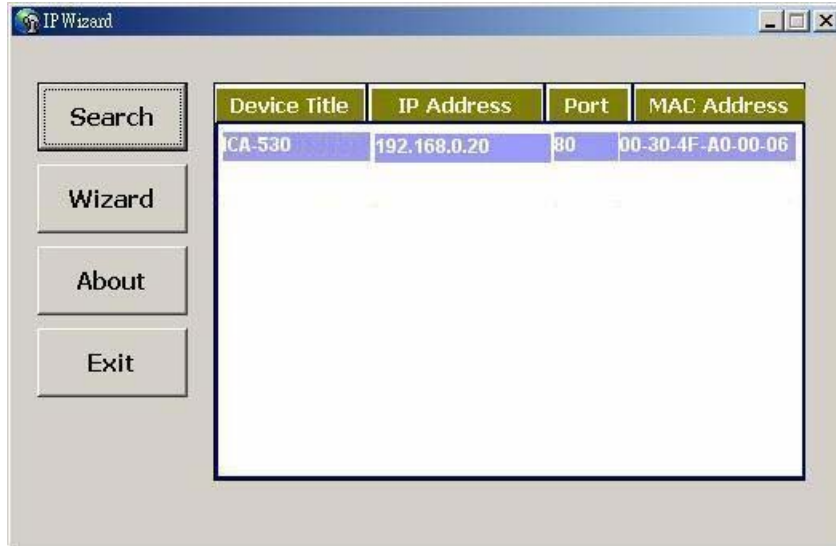 IP Wizard
Search
Wizard
About
Exit
Device Title IP Address Port MAC Address
ICA-530 192.168.0.20 80 00-30-4F-A0-00-06